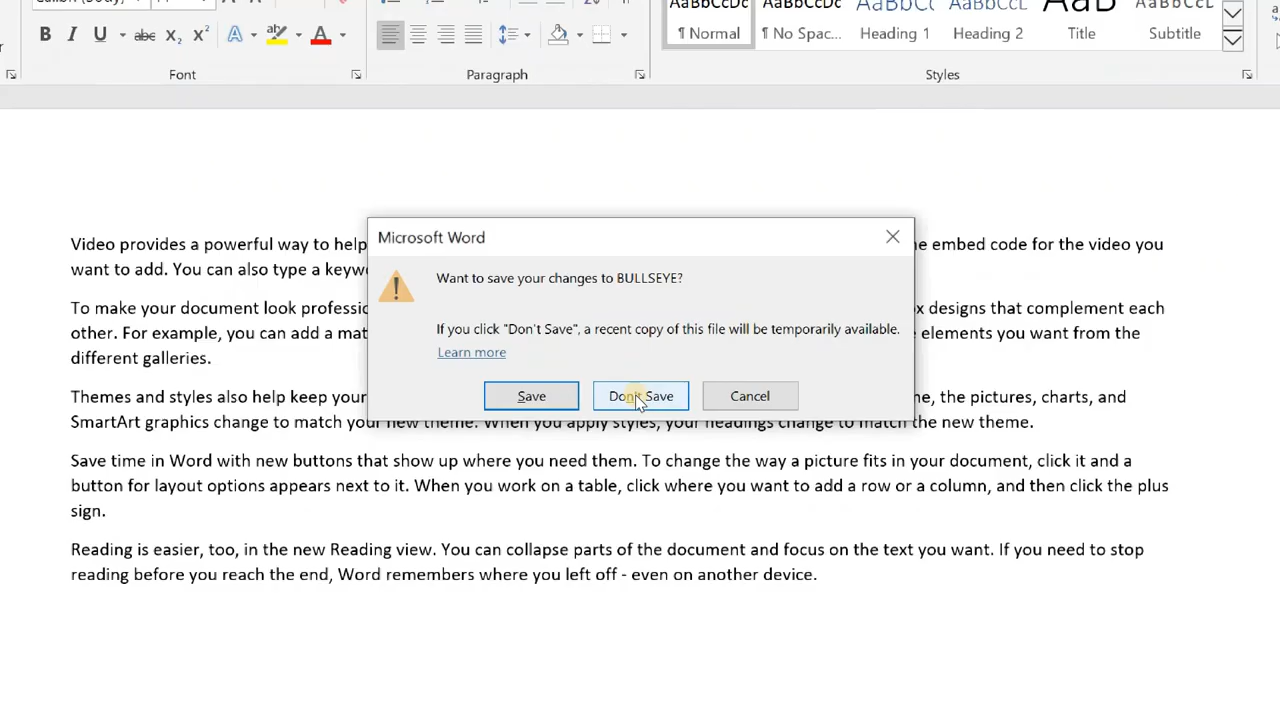 B I U abc X₂ X² A A
Font Paragraph Styles
AaBbCcDc AaBbCcDc AaBbCc AaBbCcL AaB AaBbCcL
¶ Normal ¶ No Spac... Heading 1 Heading 2 Title Subtitle
Microsoft Word
Want to save your changes to BULLSEYE?
If you click "Don't Save", a recent copy of this file will be temporarily available.
Learn more
Save Don't Save Cancel
Video provides a powerful way to help embed code for the video you
want to add. You can also type a
To make your document look designs that complement each
other. For example, you can add a elements you want from the
different galleries.
Themes and styles also help keep your the pictures, charts, and
SmartArt graphics change to match your new theme. When you apply styles, your headings change to match the new theme.
Save time in Word with new buttons that show up where you need them. To change the way a picture fits in your document, click it and a
button for layout options appears next to it. When you work on a table, click where you want to add a row or a column, and then click the plus
sign.
Reading is easier, too, in the new Reading view. You can collapse parts of the document and focus on the text you want. If you need to stop
reading before you reach the end, Word remembers where you left off - even on another device.